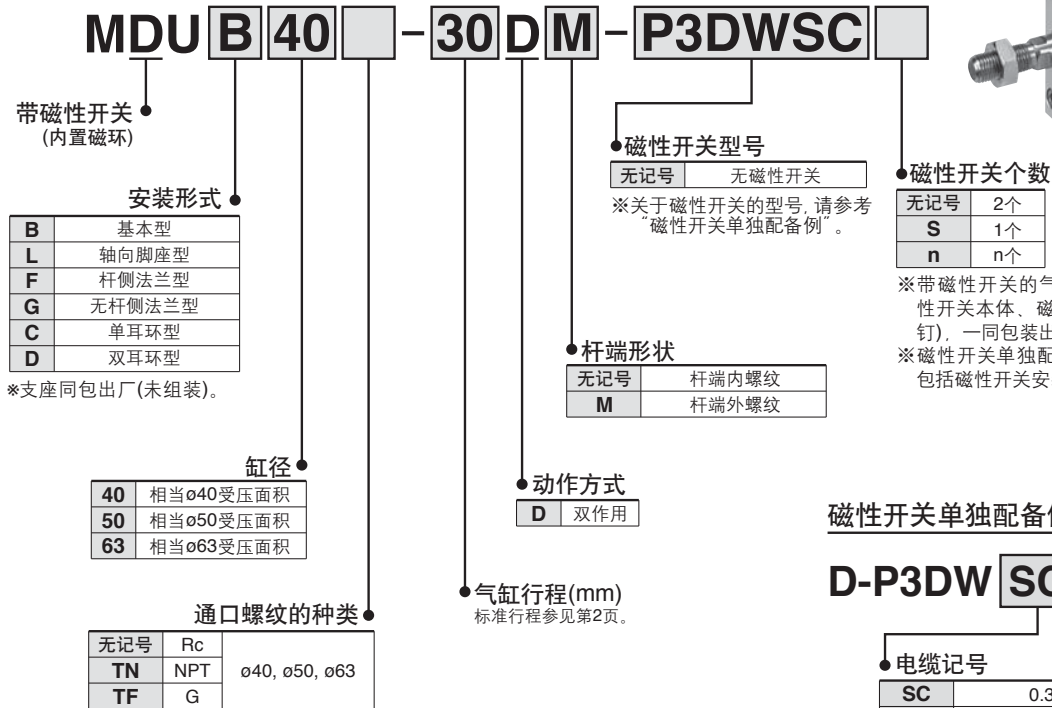 MDU B 40 - 30 D M - P3DWSC
带磁性开关
(内置磁环)
安装形式
B 基本型
L 轴向脚座型
F 杆侧法兰型
G 无杆侧法兰型
C 单耳环型
D 双耳环型
※支座同包出厂(未组装)。
缸径
40 相当ø40受压面积
50 相当ø50受压面积
63 相当ø63受压面积
通口螺纹的种类
无记号 Rc
TN NPT ø40, ø50, ø63
TF G
气缸行程(mm)
标准行程参见第2页。
动作方式
D 双作用
杆端形状
无记号 杆端内螺纹
M 杆端外螺纹
磁性开关型号
无记号 无磁性开关
※关于磁性开关的型号, 请参考
“磁性开关单独配备例”。
磁性开关个数
无记号 2个
S 1个
n n个
※带磁性开关的
性开关本体、
钉), 一同包装
※磁性开关单独配
包括磁性开关安
磁性开关单独配备
D-P3DW
电缆记号
SC 0.3